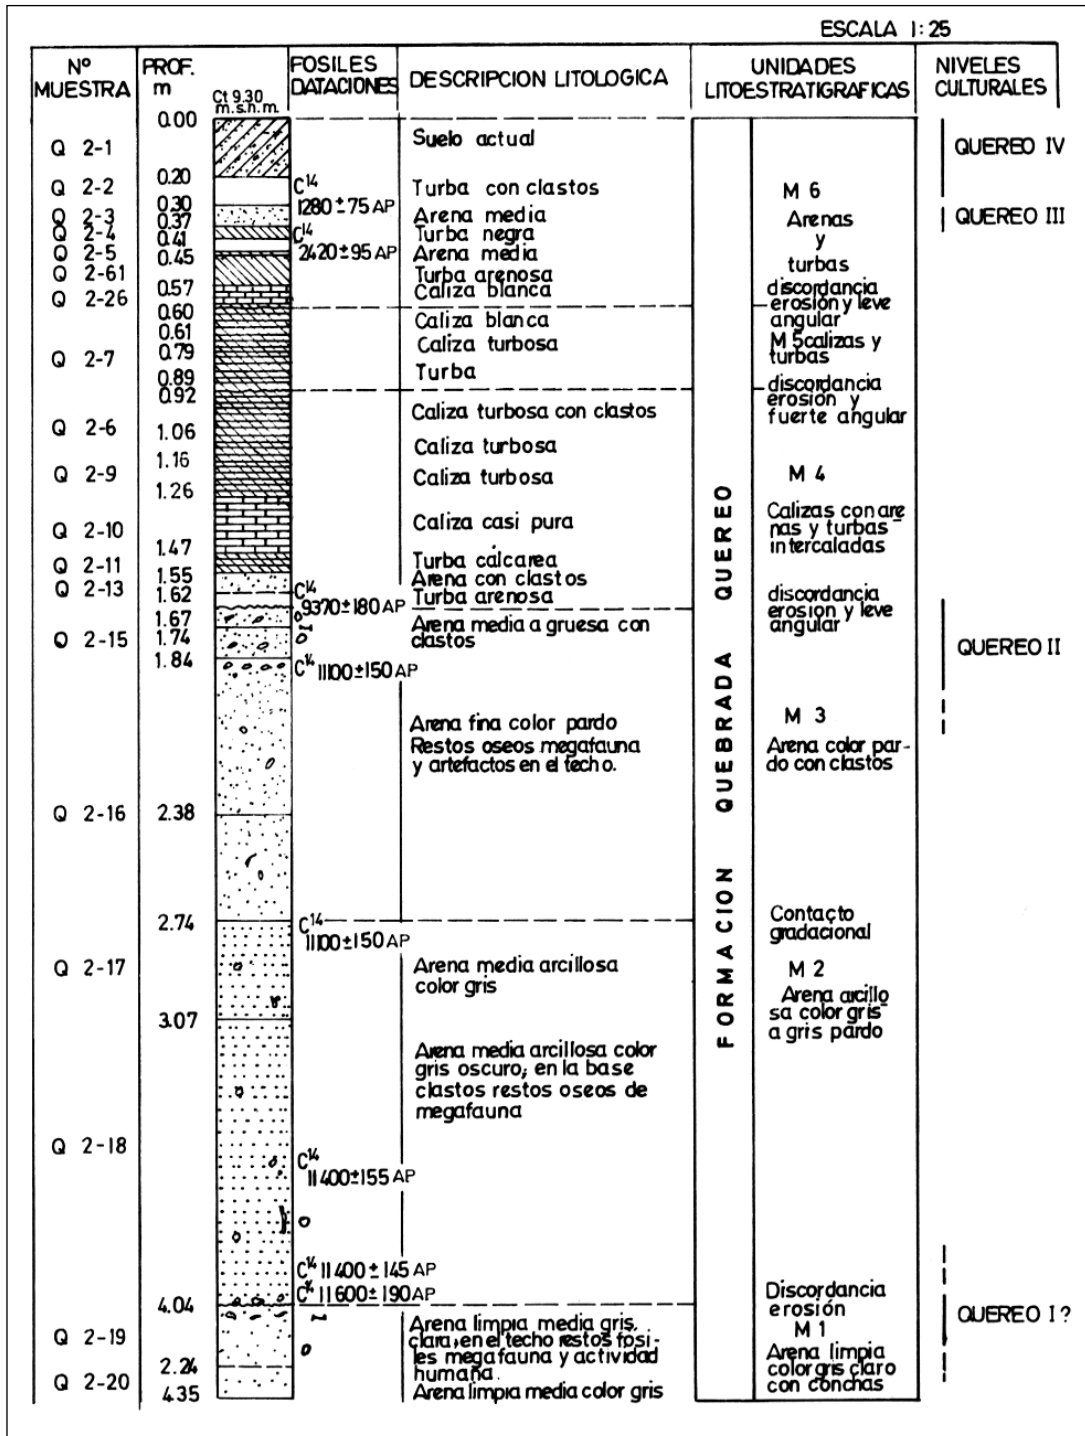 ESCALA 1:25
Nº MUESTRA
PROF. m
Ct 9.30 m.s.n.m.
FOSILES DATACIONES
DESCRIPCION LITOLOGICA
UNIDADES LITOESTRATIGRAFICAS
NIVELES CULTURALES
0.00
Q 2-1
Suelo actual
QUEREO IV
0.20
Q 2-2
C14
1280±75 AP
Turba con clastos
M 6
0.30
Q 2-3
Arena media
Arenas
QUEREO III
0.37
Q 2-4
C14
Turba negra
y
0.41
Q 2-5
2420±95 AP
Arena media
turbas
0.45
Q 2-61
Turba arenosa
0.57
Q 2-26
Caliza blanca
discordancia
erosión y leve
angular
0.60
Caliza blanca
0.61
Caliza turbosa
M 5 calizas y
turbas
0.79
Q 2-7
Turba
0.89
discordancia
erosión y
fuerte angular
0.92
Caliza turbosa con clastos
Q 2-6
1.06
Caliza turbosa
1.16
Q 2-9
Caliza turbosa
M 4
1.26
Q 2-10
Caliza casi pura
Calizas con are
nas y turbas-
intercaladas
1.47
Q 2-11
Turba calcarea
1.55
Arena con clastos
Q 2-13
1.62
C14
9370±180 AP
Turba arenosa
discordancia
erosion y leve
angular
1.67
Arena media a gruesa con
clastos
Q 2-15
1.74
QUEREO II
1.84
C14 11100±150 AP
Arena fina color pardo
Restos oseos megafauna
y artefactos en el techo.
M 3
Arena color par-
do con clastos
FORMACION QUEBRADA QUEREO
Q 2-16
2.38
2.74
C14
11100±150 AP
Contacto
gradacional
Q 2-17
Arena media arcillosa
color gris
M 2
Arena arcillo
sa color gris-
a gris pardo
3.07
Arena media arcillosa color
gris oscuro; en la base
clastos restos oseos de
megafauna
Q 2-18
C14
11400±155 AP
C14 11400±145 AP
C14 11600±190 AP
4.04
Discordancia
erosión
QUEREO I?
Arena limpia media gris,
clara, en el techo restos fosi-
les megafauna y actividad
humana.
Q 2-19
M 1
Arena limpia
color gris claro
con conchas
2.24
Q 2-20
4.35
Arena limpia media color gris